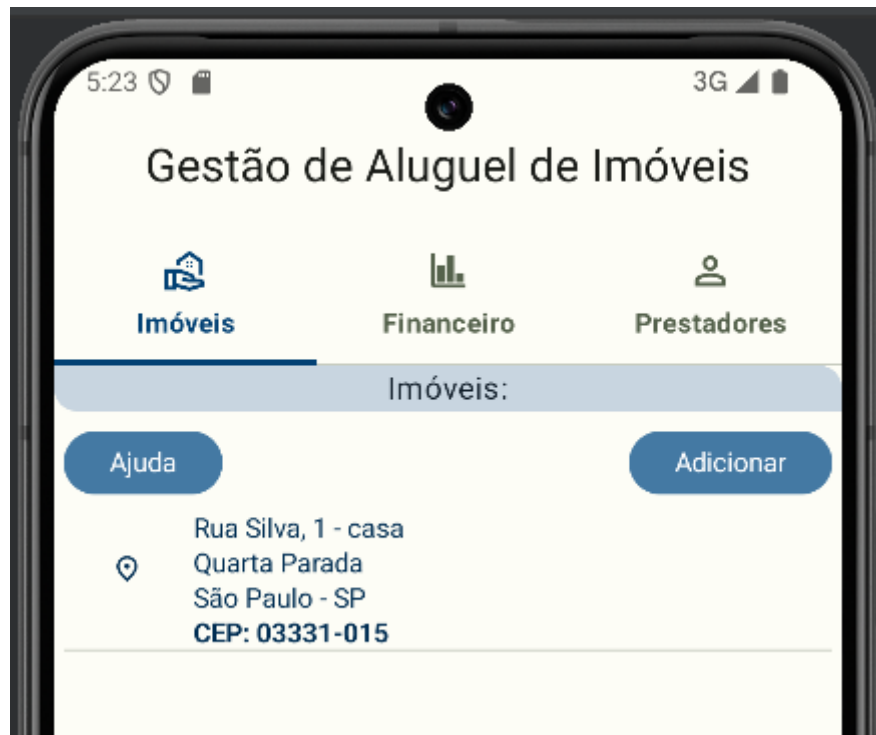 5:23 3G
Gestão de Aluguel de Imóveis
Imóveis Financeiro Prestadores
Imóveis:
Ajuda Adicionar
Rua Silva, 1 - casa
Quarta Parada
São Paulo - SP
CEP: 03331-015